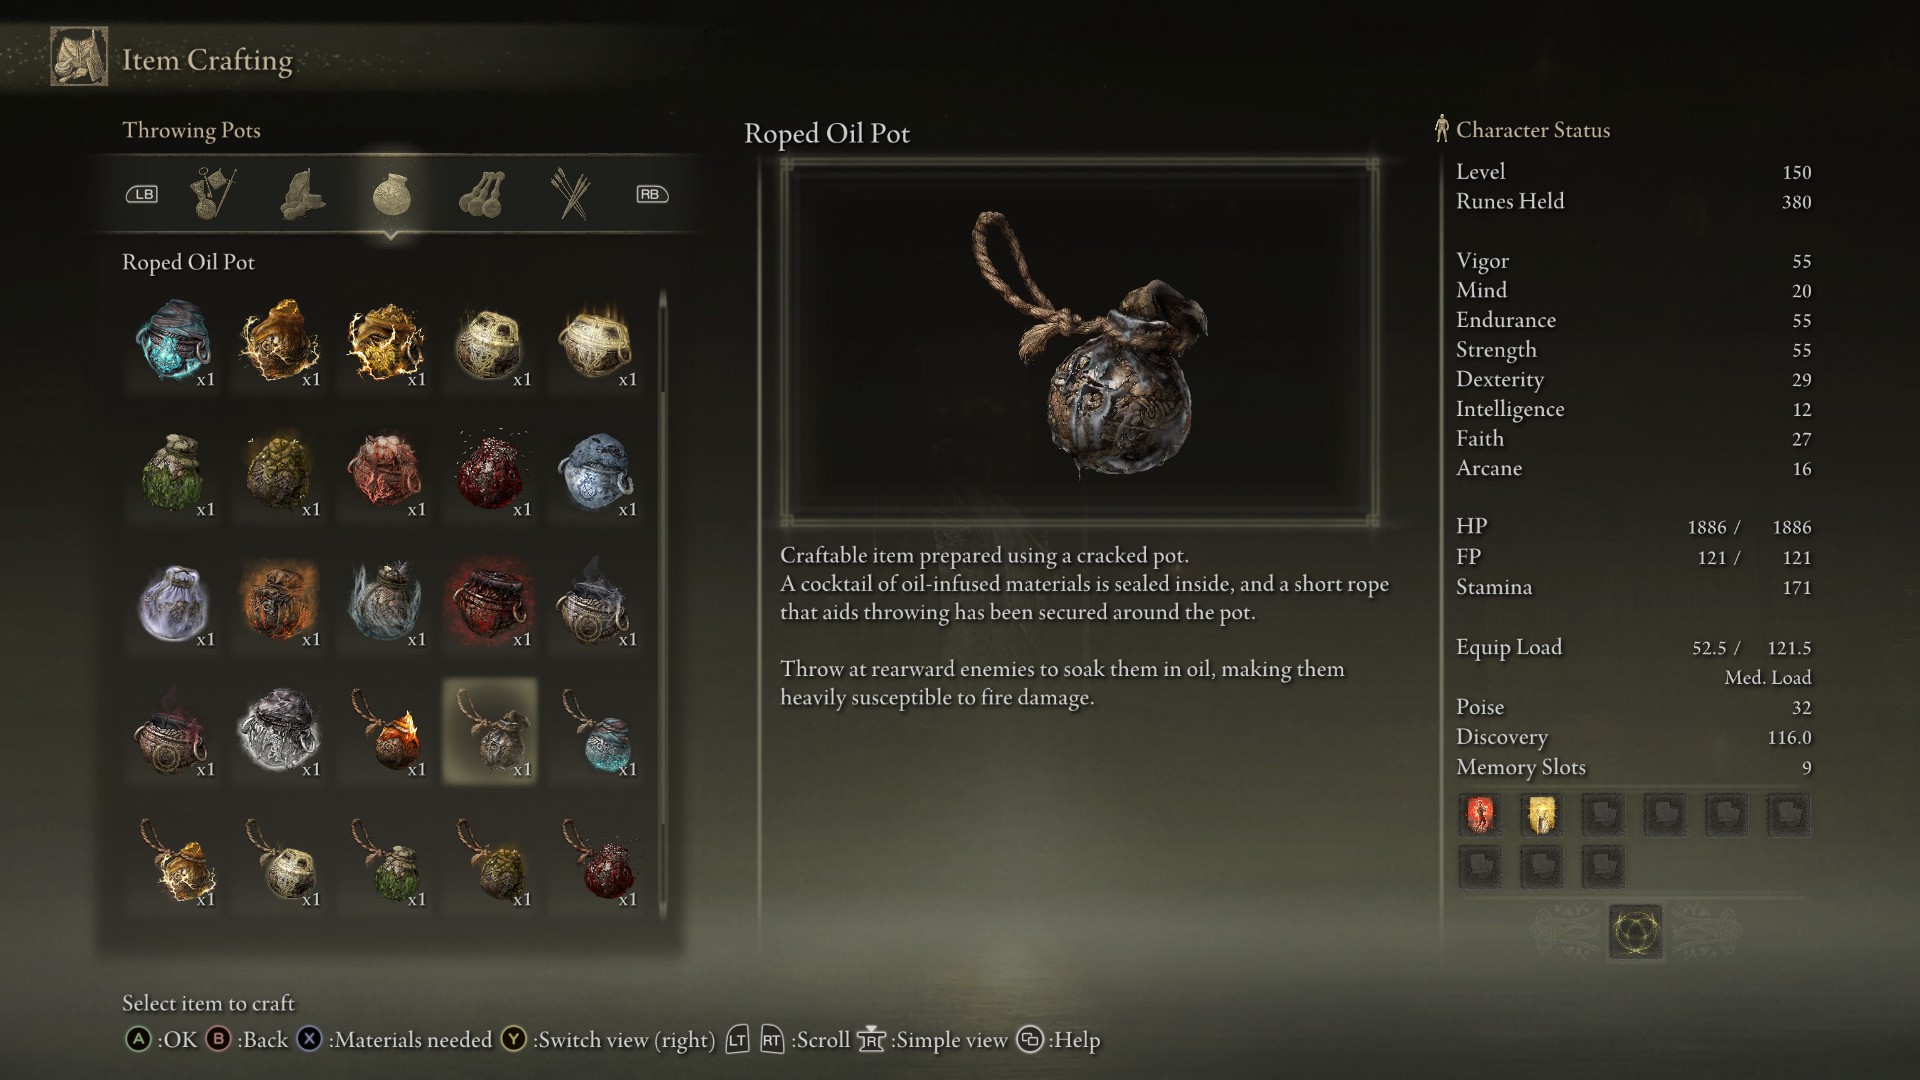 Item Crafting
Throwing Pots
LB
RB
Roped Oil Pot
x1 x1 x1 x1 x1
x1 x1 x1 x1 x1
x1 x1 x1 x1 x1
x1 x1 x1 x1 x1
x1 x1 x1 x1 x1
Roped Oil Pot
Craftable item prepared using a cracked pot.
A cocktail of oil-infused materials is sealed inside, and a short rope
that aids throwing has been secured around the pot.
Throw at rearward enemies to soak them in oil, making them
heavily susceptible to fire damage.
Character Status
Level 150
Runes Held 380
Vigor 55
Mind 20
Endurance 55
Strength 55
Dexterity 29
Intelligence 12
Faith 27
Arcane 16
HP 1886 / 1886
FP 121 / 121
Stamina 171
Equip Load 52.5 / 121.5
Med. Load
Poise 32
Discovery 116.0
Memory Slots 9
Select item to craft
A :OK B :Back X :Materials needed Y :Switch view (right) LT RT :Scroll R :Simple view :Help